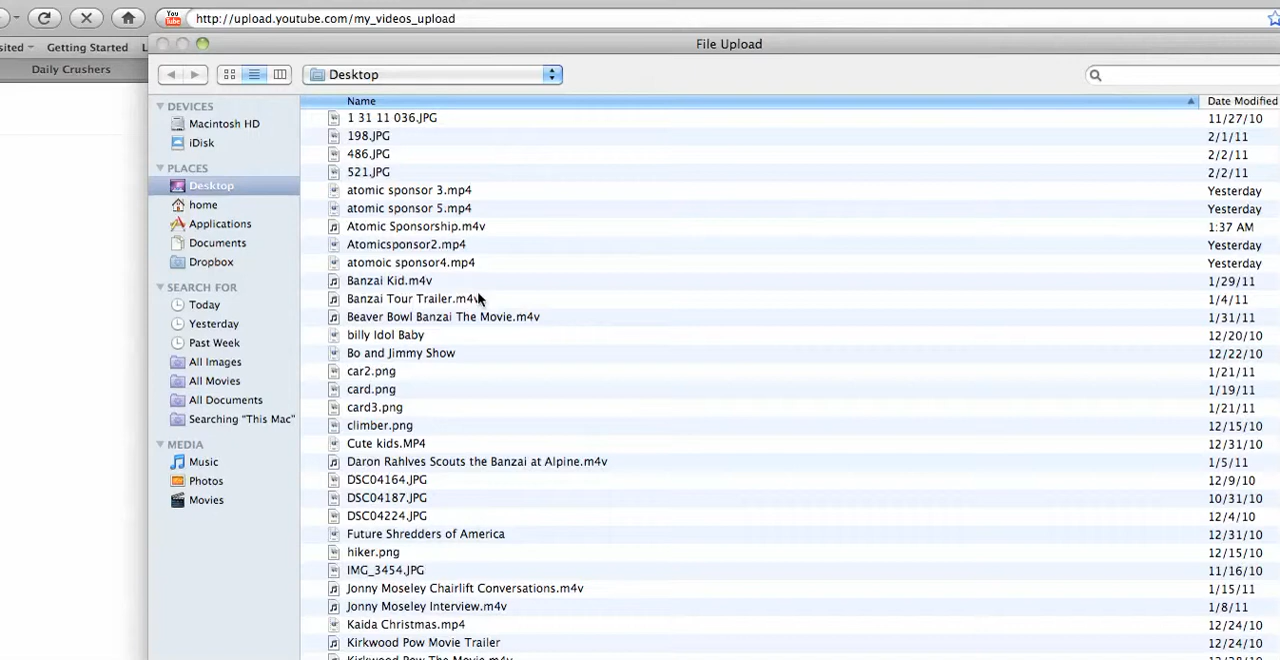 You Tube http://upload.youtube.com/my_videos_upload
sited Getting Started L
Daily Crushers
File Upload
Desktop
Name Date Modified
DEVICES
Macintosh HD
iDisk
PLACES
Desktop
home
Applications
Documents
Dropbox
SEARCH FOR
Today
Yesterday
Past Week
All Images
All Movies
All Documents
Searching "This Mac"
MEDIA
Music
Photos
Movies
1 31 11 036.JPG 11/27/10
198.JPG 2/1/11
486.JPG 2/2/11
521.JPG 2/2/11
atomic sponsor 3.mp4 Yesterday
atomic sponsor 5.mp4 Yesterday
Atomic Sponsorship.m4v 1:37 AM
Atomicsponsor2.mp4 Yesterday
atomoic sponsor4.mp4 Yesterday
Banzai Kid.m4v 1/29/11
Banzai Tour Trailer.m4v 1/4/11
Beaver Bowl Banzai The Movie.m4v 1/31/11
billy Idol Baby 12/20/10
Bo and Jimmy Show 12/22/10
car2.png 1/21/11
card.png 1/19/11
card3.png 1/21/11
climber.png 12/15/10
Cute kids.MP4 12/31/10
Daron Rahlves Scouts the Banzai at Alpine.m4v 1/5/11
DSC04164.JPG 12/9/10
DSC04187.JPG 10/31/10
DSC04224.JPG 12/4/10
Future Shredders of America 12/31/10
hiker.png 12/15/10
IMG_3454.JPG 11/16/10
Jonny Moseley Chairlift Conversations.m4v 1/15/11
Jonny Moseley Interview.m4v 1/8/11
Kaida Christmas.mp4 12/24/10
Kirkwood Pow Movie Trailer 12/24/10
Kirkwood Pow The Movie.m4v 12/28/10